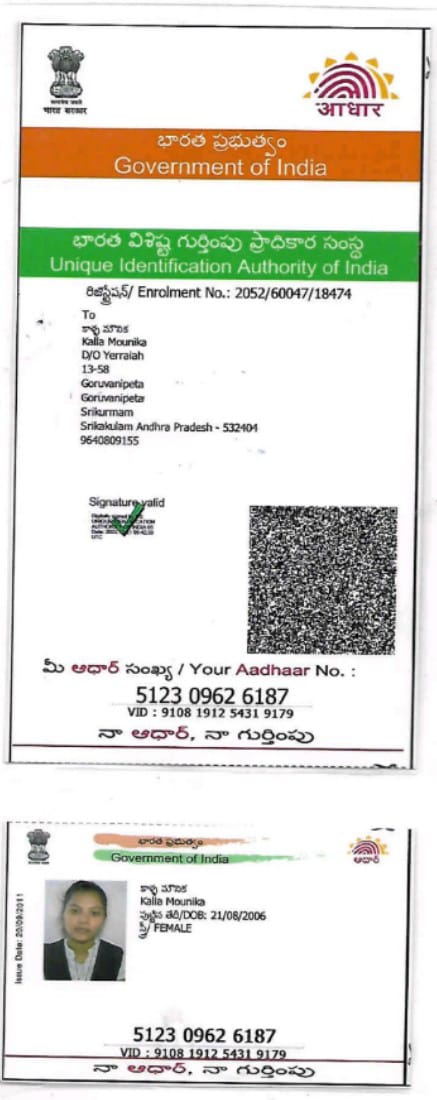 भारत सरकार
आधार
భారత ప్రభుత్వం
Government of India
భారత విశిష్ట గుర్తింపు ప్రాధికార సంస్థ
Unique Identification Authority of India
రిజిస్ట్రేషన్/ Enrolment No.: 2052/60047/18474
To
కాళ్ళ మౌనిక
Kalla Mounika
D/O Yerraiah
13-58
Goruvanipeta
Goruvanipeta
Srikurmam
Srikakulam Andhra Pradesh - 532404
9640809155
Signature valid
మీ ఆధార్ సంఖ్య / Your Aadhaar No. :
5123 0962 6187
VID : 9108 1912 5431 9179
నా ఆధార్, నా గుర్తింపు
భారత ప్రభుత్వం
Government of India
ఆధార్
Issue Date: 20/09/2011
కాళ్ళ మౌనిక
Kalla Mounika
పుట్టిన తేదీ/DOB: 21/08/2006
స్త్రీ/ FEMALE
5123 0962 6187
VID : 9108 1912 5431 9179
నా ఆధార్, నా గుర్తింపు